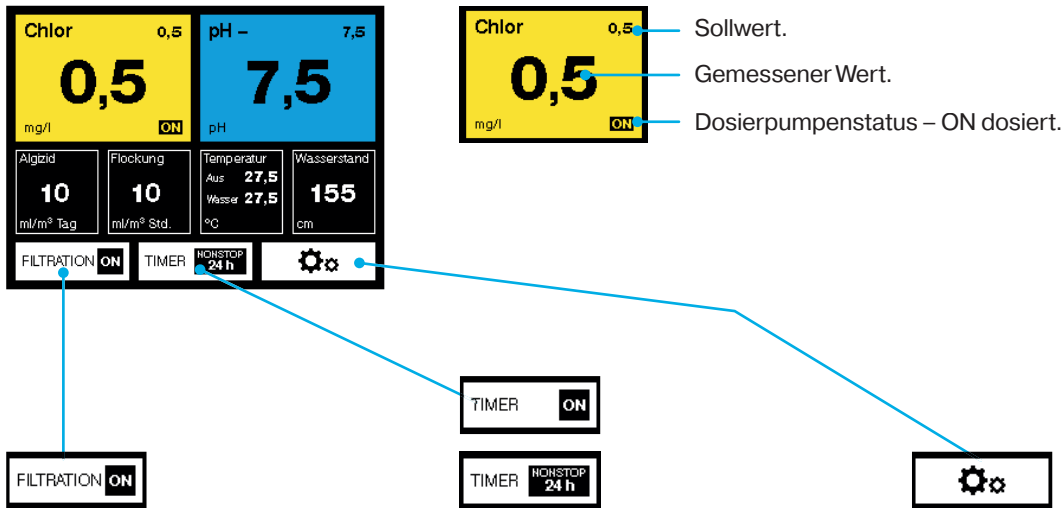 Chlor 0,5
0,5
mg/l ON
pH – 7,5
7,5
pH
Algizid
10
ml/m³ Tag
Flockung
10
ml/m³ Std.
Temperatur
Aus 27,5
Wasser 27,5
°C
Wasserstand
155
cm
FILTRATION ON
TIMER NONSTOP 24 h
Chlor 0,5
0,5
mg/l ON
Sollwert.
Gemessener Wert.
Dosierpumpenstatus – ON dosiert.
TIMER ON
FILTRATION ON
TIMER NONSTOP 24 h